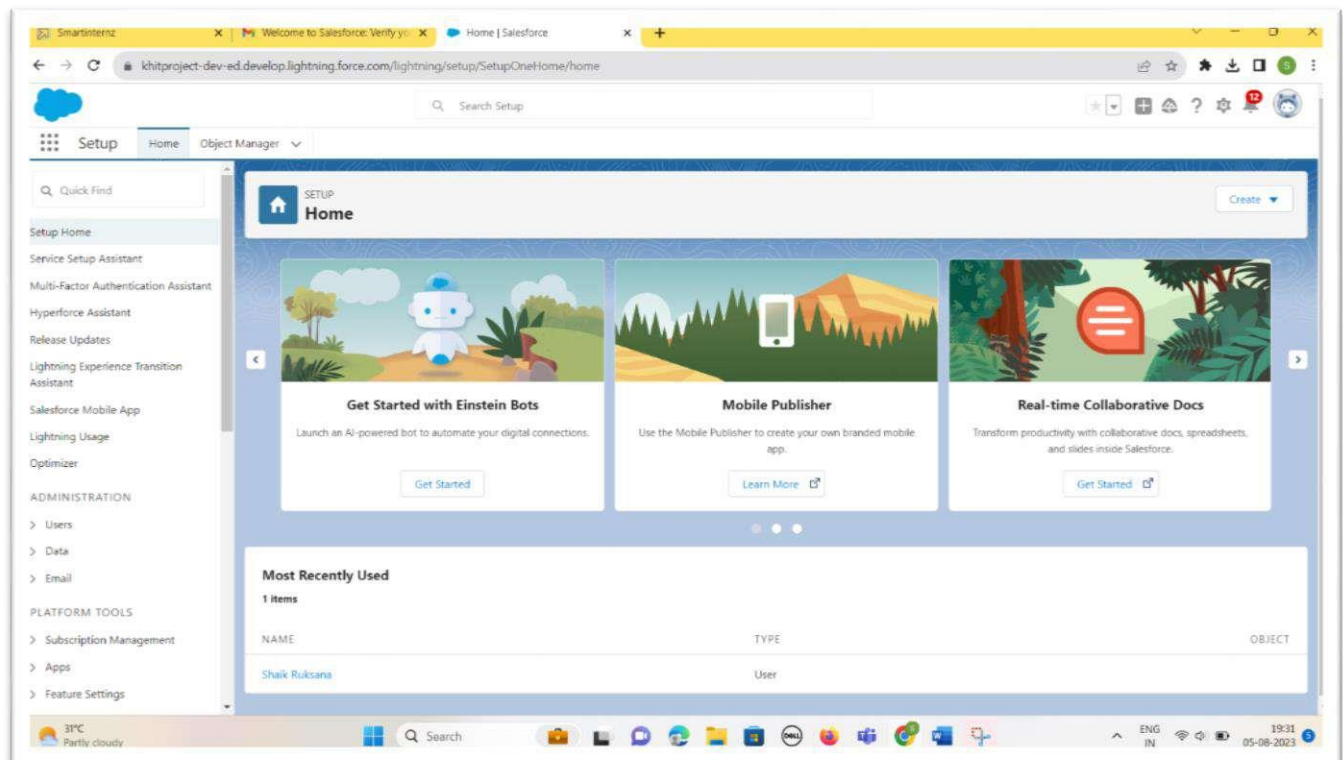 Smartinternz
Welcome to Salesforce: Verify yo
Home | Salesforce
khitproject-dev-ed.develop.lightning.force.com/lightning/setup/SetupOneHome/home
S
Search Setup
12
Setup
Home
Object Manager
Quick Find
Setup Home
Service Setup Assistant
Multi-Factor Authentication Assistant
Hyperforce Assistant
Release Updates
Lightning Experience Transition
Assistant
Salesforce Mobile App
Lightning Usage
Optimizer
ADMINISTRATION
Users
Data
Email
PLATFORM TOOLS
Subscription Management
Apps
Feature Settings
SETUP
Home
Create
Get Started with Einstein Bots
Launch an AI-powered bot to automate your digital connections.
Get Started
Mobile Publisher
Use the Mobile Publisher to create your own branded mobile
app.
Learn More
Real-time Collaborative Docs
Transform productivity with collaborative docs, spreadsheets,
and slides inside Salesforce.
Get Started
Most Recently Used
1 items
NAME TYPE OBJECT
Shaik Ruksana User
31°C
Partly cloudy
Search
DELL
ENG
IN
19:31
05-08-2023
5